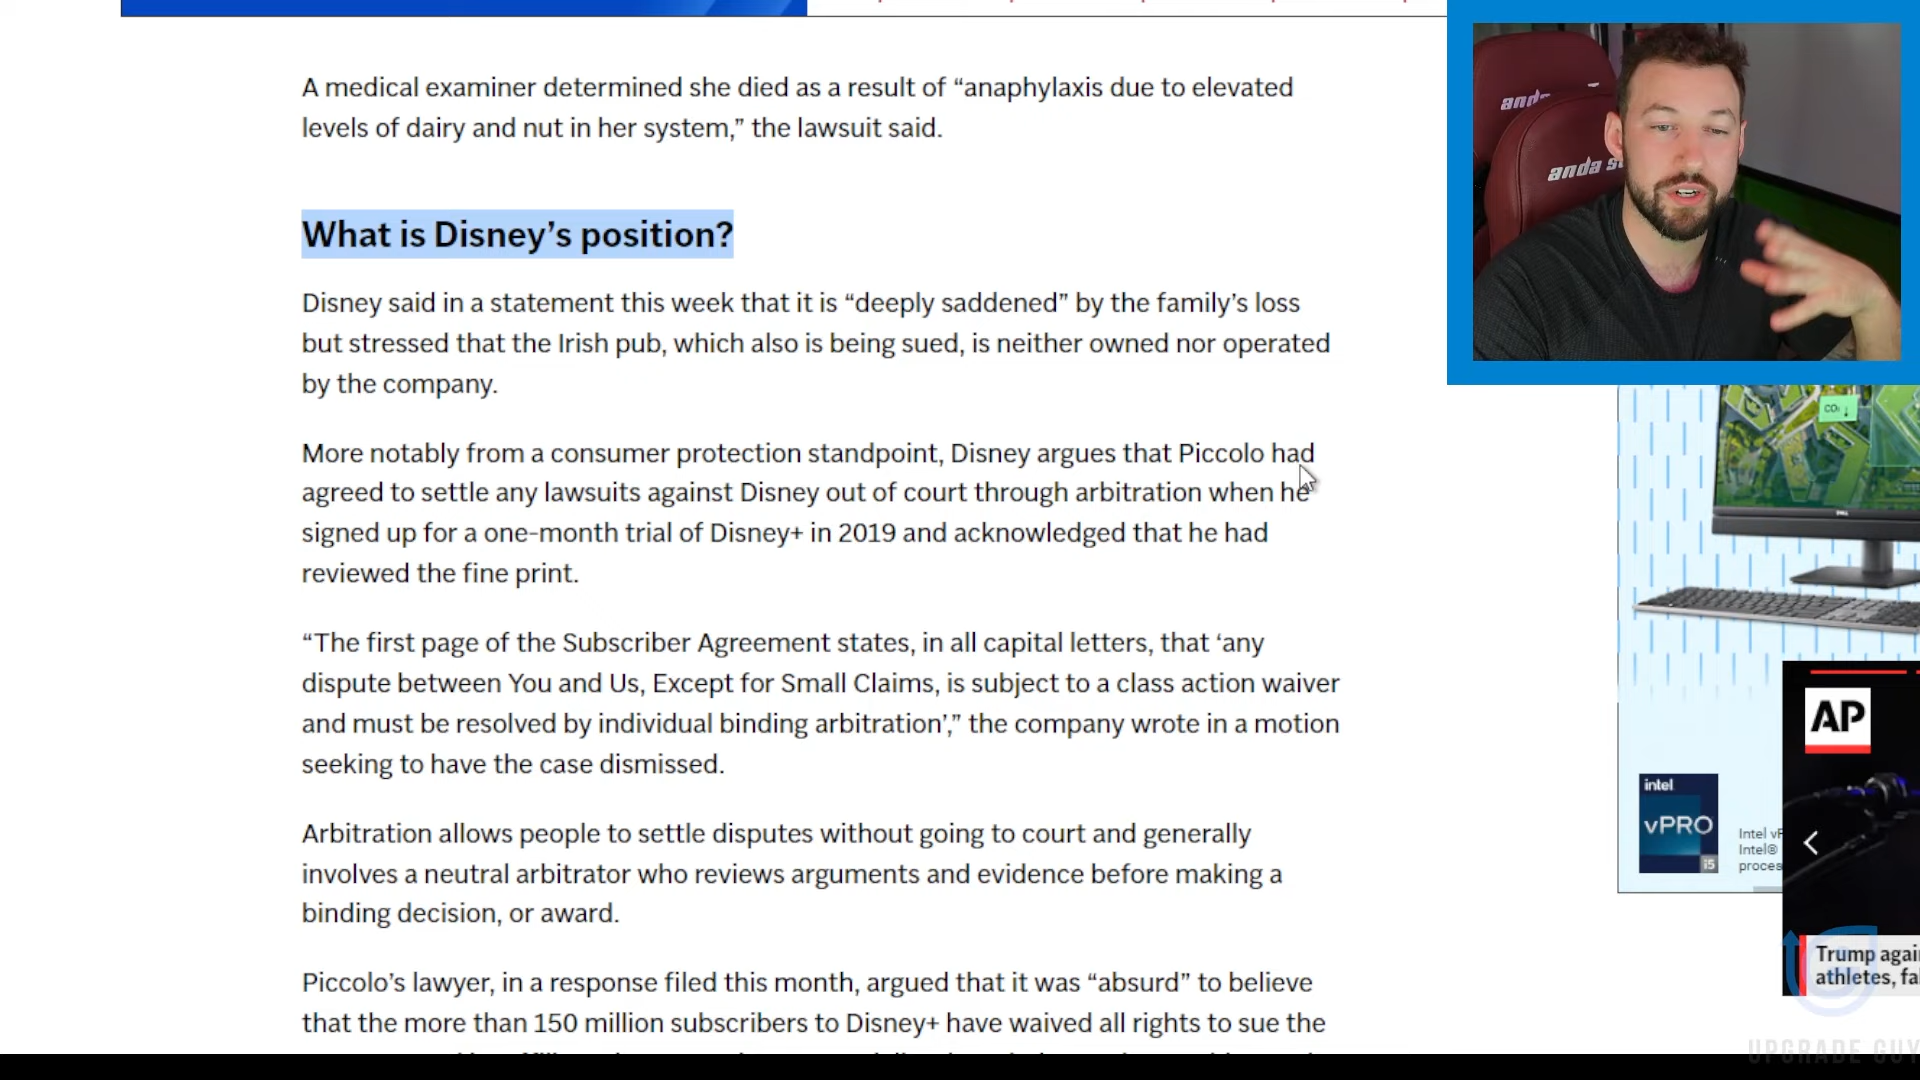 A medical examiner determined she died as a result of “anaphylaxis due to elevated
levels of dairy and nut in her system,” the lawsuit said.
What is Disney’s position?
Disney said in a statement this week that it is “deeply saddened” by the family’s loss
but stressed that the Irish pub, which also is being sued, is neither owned nor operated
by the company.
More notably from a consumer protection standpoint, Disney argues that Piccolo had
agreed to settle any lawsuits against Disney out of court through arbitration when he
signed up for a one-month trial of Disney+ in 2019 and acknowledged that he had
reviewed the fine print.
“The first page of the Subscriber Agreement states, in all capital letters, that ‘any
dispute between You and Us, Except for Small Claims, is subject to a class action waiver
and must be resolved by individual binding arbitration’,” the company wrote in a motion
seeking to have the case dismissed.
Arbitration allows people to settle disputes without going to court and generally
involves a neutral arbitrator who reviews arguments and evidence before making a
binding decision, or award.
Piccolo’s lawyer, in a response filed this month, argued that it was “absurd” to believe
that the more than 150 million subscribers to Disney+ have waived all rights to sue the
anda
anda
CO₂
DELL
intel
vPRO
i5
Intel
Intel®
AP
Trump
athletes,
UPGRADE GUY